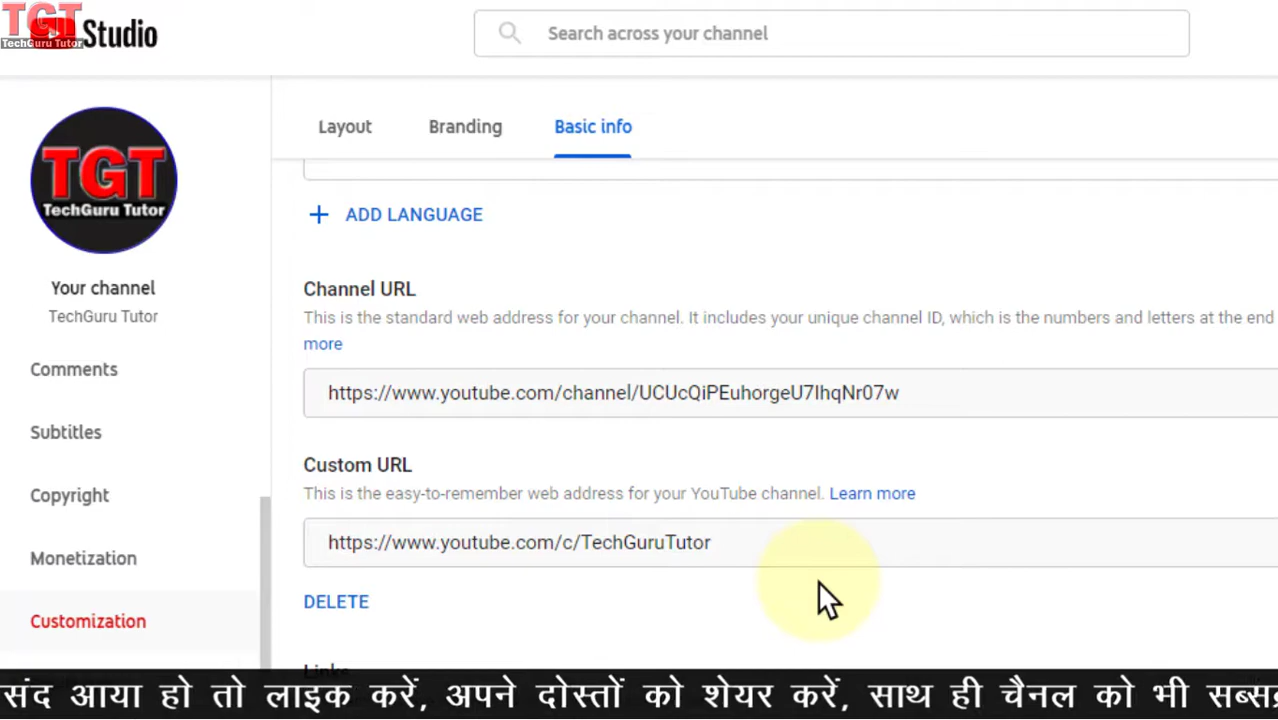 TGT
TechGuru Tutor
Studio
Search across your channel
TGT
TechGuru Tutor
Your channel
TechGuru Tutor
Comments
Subtitles
Copyright
Monetization
Customization
Layout
Branding
Basic info
+ ADD LANGUAGE
Channel URL
This is the standard web address for your channel. It includes your unique channel ID, which is the numbers and letters at the end
more
https://www.youtube.com/channel/UCUcQiPEuhorgeU7IhqNr07w
Custom URL
This is the easy-to-remember web address for your YouTube channel. Learn more
https://www.youtube.com/c/TechGuruTutor
DELETE
Links
संद आया हो तो लाइक करें, अपने दोस्तों को शेयर करें, साथ ही चैनल को भी